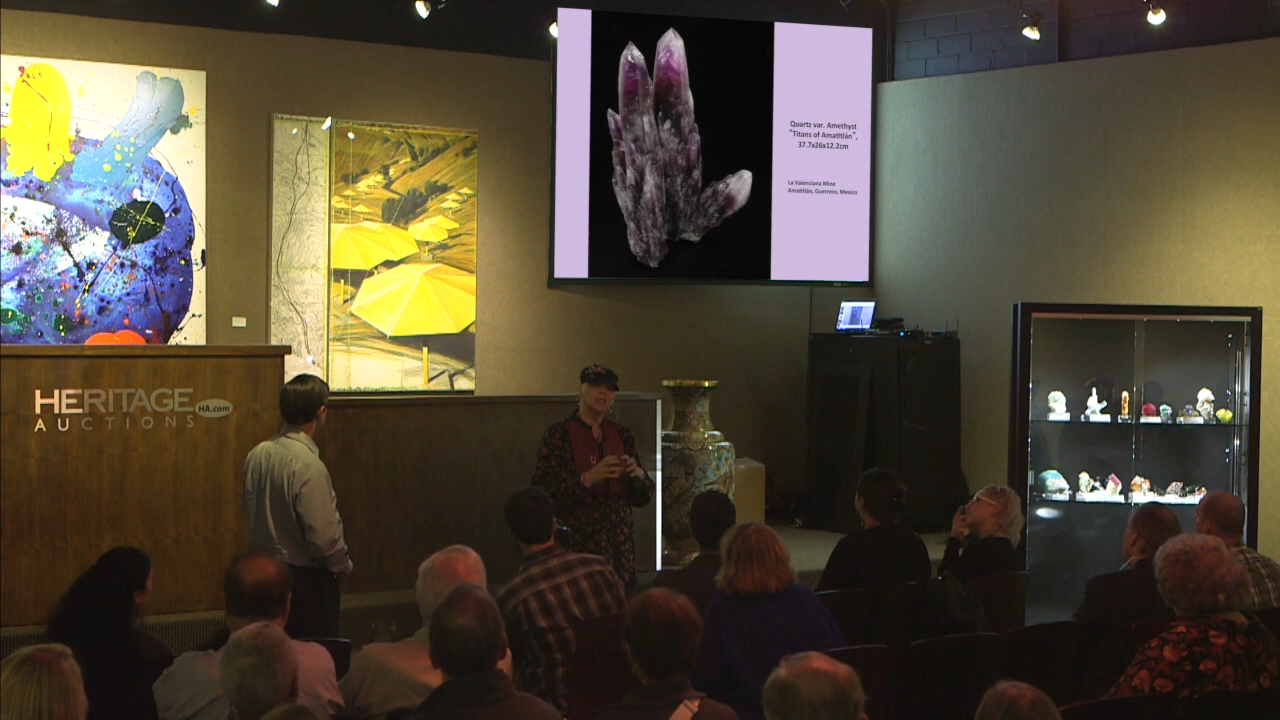 Quartz var. Amethyst
"Titans of Amatitlán",
37.7x26x12.2cm
La Valenciana Mine
Amatitlán, Guerrero, Mexico
HERITAGE
HA.com
AUCTIONS